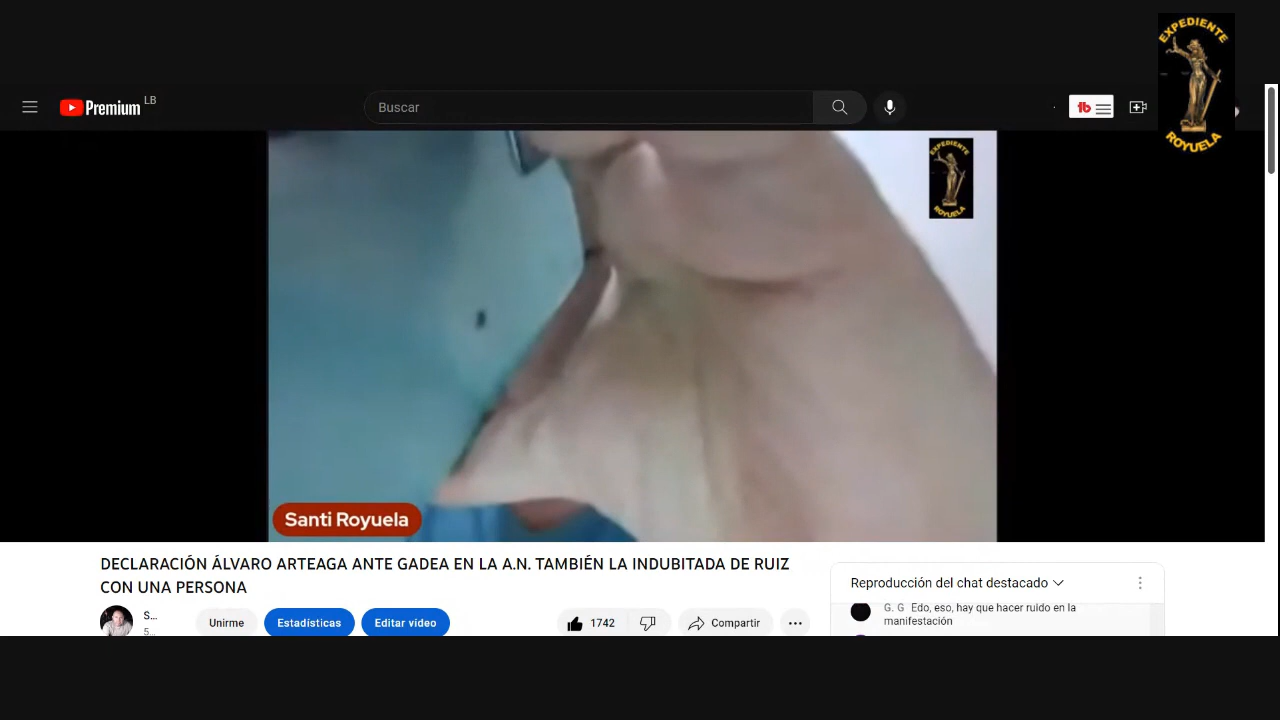 EXPEDIENTE
ROYUELA
Premium LB
Buscar
EXPEDIENTE
ROYUELA
Santi Royuela
DECLARACIÓN ÁLVARO ARTEAGA ANTE GADEA EN LA A.N. TAMBIÉN LA INDUBITADA DE RUIZ
CON UNA PERSONA
S...
5...
Unirme
Estadísticas
Editar vídeo
1742
Compartir
Reproducción del chat destacado
G. G Edo, eso, hay que hacer ruido en la
manifestación